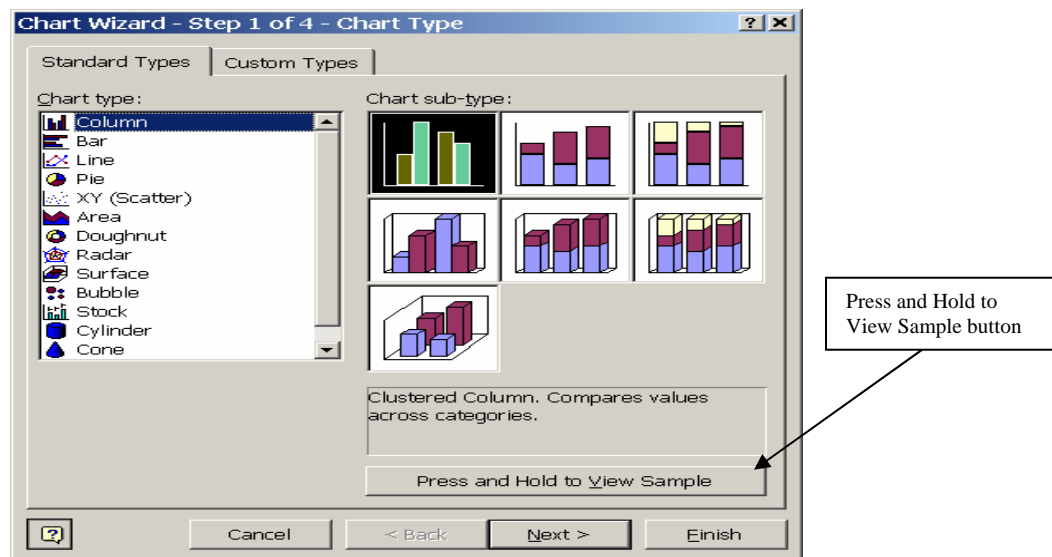 Chart Wizard - Step 1 of 4 - Chart Type
Standard Types
Custom Types
Chart type:
Column
Bar
Line
Pie
XY (Scatter)
Area
Doughnut
Radar
Surface
Bubble
Stock
Cylinder
Cone
Chart sub-type:
Clustered Column. Compares values
across categories.
Press and Hold to View Sample
Cancel
< Back
Next >
Finish
Press and Hold to
View Sample button